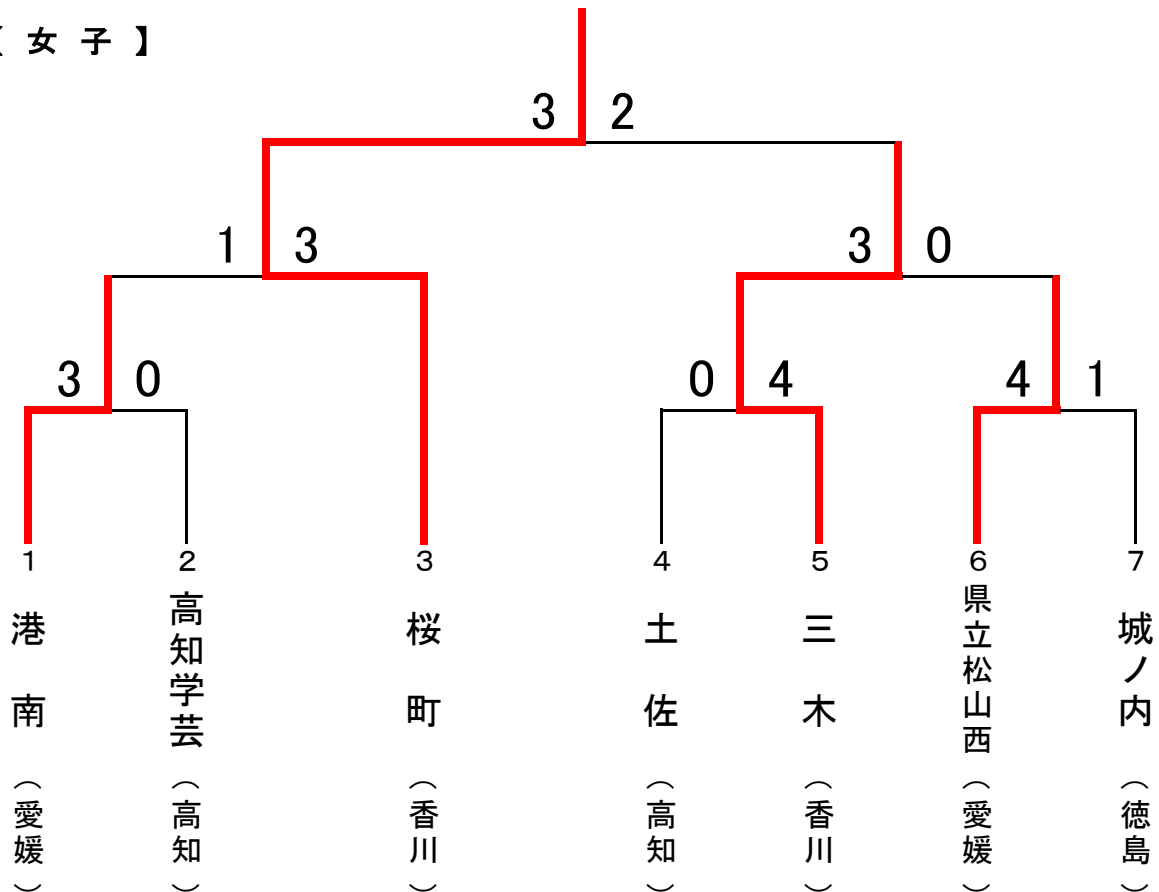 【 女 子 】
3 2
1 3
3 0
3 0
0 4
4 1
1
2
3
4
5
6
7
港南
高知学芸
桜町
土佐
三木
県立松山西
城ノ内
（愛媛）
（高知）
（香川）
（高知）
（香川）
（愛媛）
（徳島）